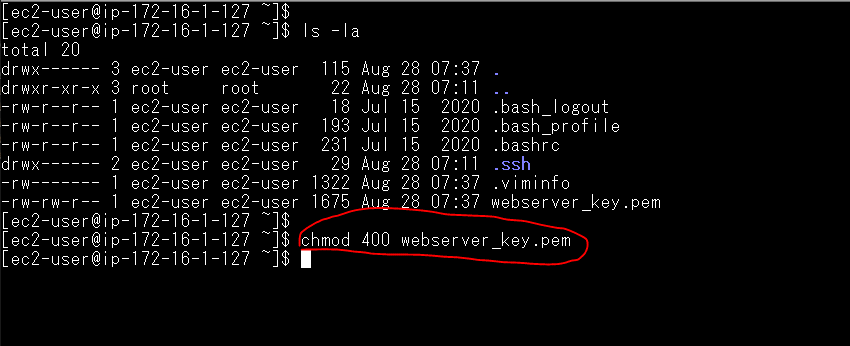 [ec2-user@ip-172-16-1-127 ~]$
[ec2-user@ip-172-16-1-127 ~]$ ls -la
total 20
drwx------ 3 ec2-user ec2-user  115 Aug 28 07:37 .
drwxr-xr-x 3 root     root       22 Aug 28 07:11 ..
-rw-r--r-- 1 ec2-user ec2-user   18 Jul 15  2020 .bash_logout
-rw-r--r-- 1 ec2-user ec2-user  193 Jul 15  2020 .bash_profile
-rw-r--r-- 1 ec2-user ec2-user  231 Jul 15  2020 .bashrc
drwx------ 2 ec2-user ec2-user   29 Aug 28 07:11 .ssh
-rw------- 1 ec2-user ec2-user 1322 Aug 28 07:37 .viminfo
-rw-rw-r-- 1 ec2-user ec2-user 1675 Aug 28 07:37 webserver_key.pem
[ec2-user@ip-172-16-1-127 ~]$
[ec2-user@ip-172-16-1-127 ~]$ chmod 400 webserver_key.pem
[ec2-user@ip-172-16-1-127 ~]$